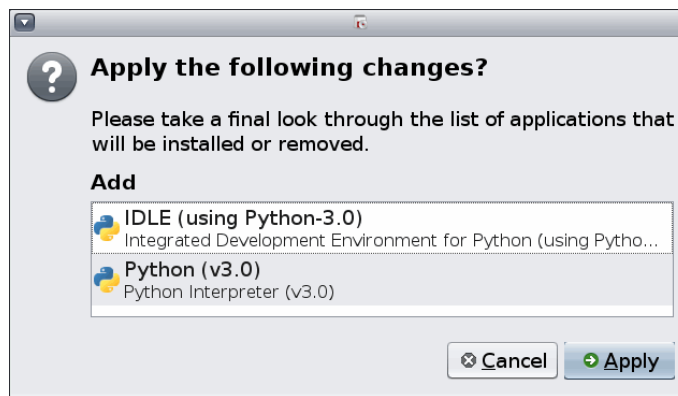 Apply the following changes?
Please take a final look through the list of applications that
will be installed or removed.
Add
IDLE (using Python-3.0)
Integrated Development Environment for Python (using Pytho...
Python (v3.0)
Python Interpreter (v3.0)
Cancel
Apply